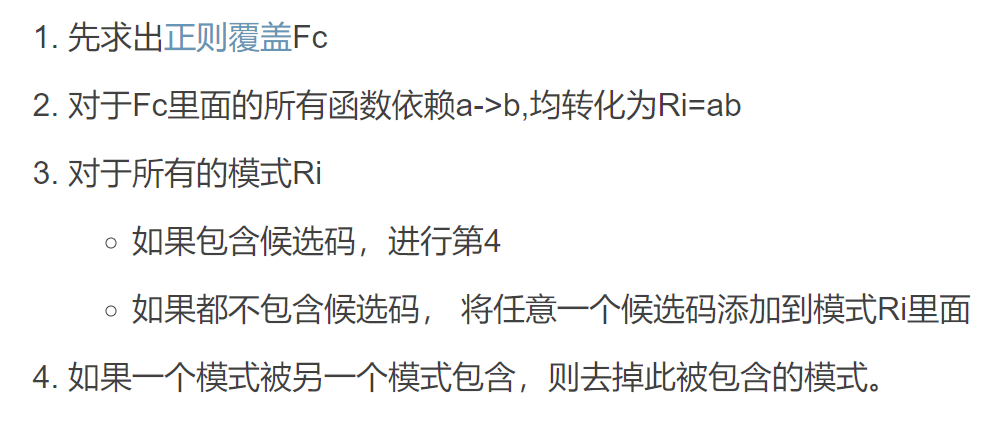 1. 先求出正则覆盖Fc
2. 对于Fc里面的所有函数依赖a->b,均转化为Ri=ab
3. 对于所有的模式Ri
○ 如果包含候选码，进行第4
○ 如果都不包含候选码， 将任意一个候选码添加到模式Ri里面
4. 如果一个模式被另一个模式包含，则去掉此被包含的模式。